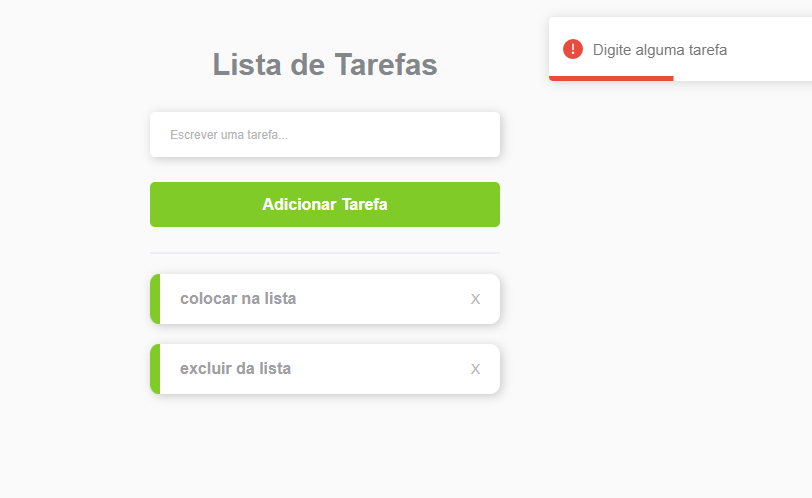 Lista de Tarefas
Digite alguma tarefa
Escrever uma tarefa...
Adicionar Tarefa
colocar na lista X
excluir da lista X